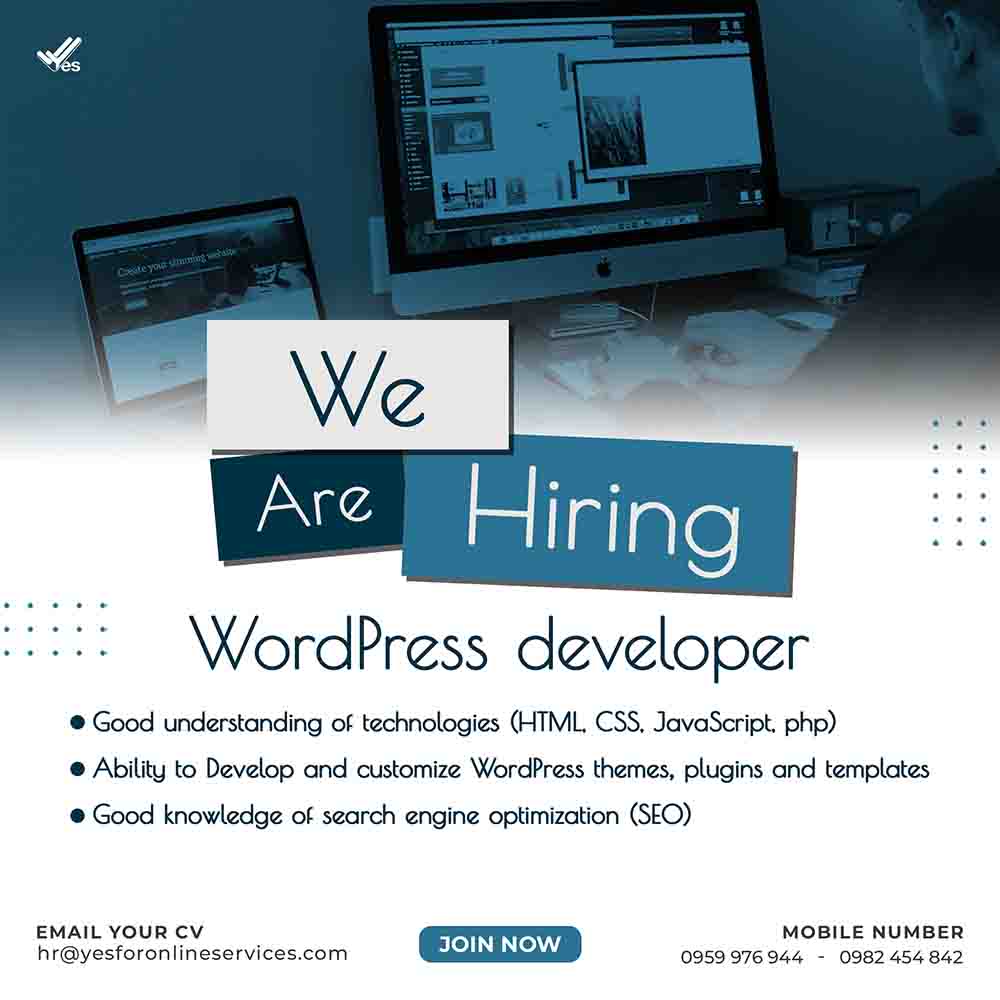 Yes
Create your stunning website
We
Are
Hiring
WordPress developer
● Good understanding of technologies (HTML, CSS, JavaScript, php)
● Ability to Develop and customize WordPress themes, plugins and templates
● Good knowledge of search engine optimization (SEO)
EMAIL YOUR CV
hr@yesforonlineservices.com
JOIN NOW
MOBILE NUMBER
0959 976 944 - 0982 454 842